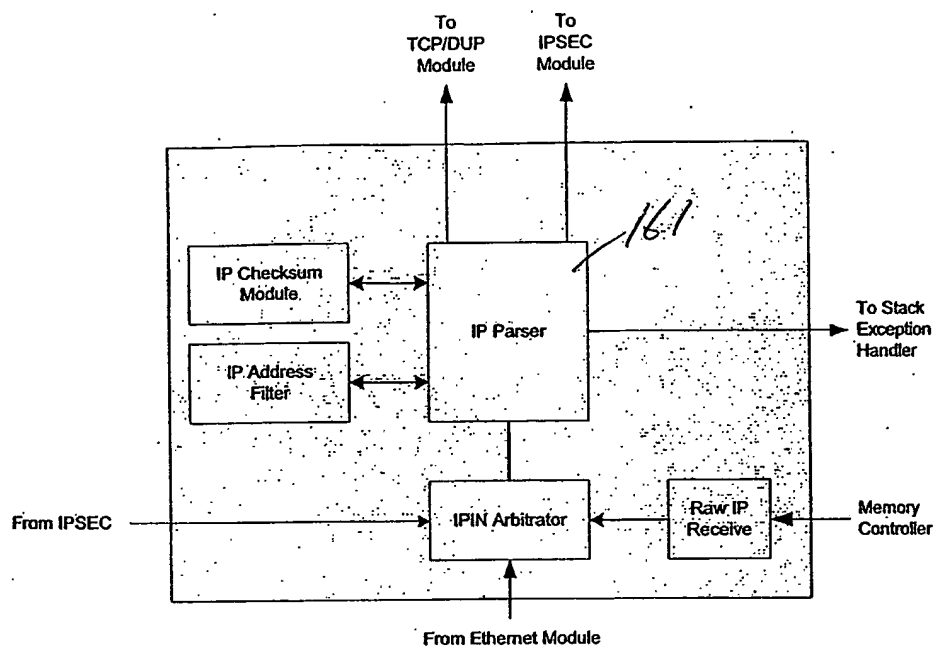 To
TCP/DUP
Module
To
IPSEC
Module
161
IP Checksum
Module
IP Parser
To Stack
Exception
Handler
IP Address
Filter
From IPSEC
IPIN Arbitrator
Raw IP
Receive
Memory
Controller
From Ethernet Module